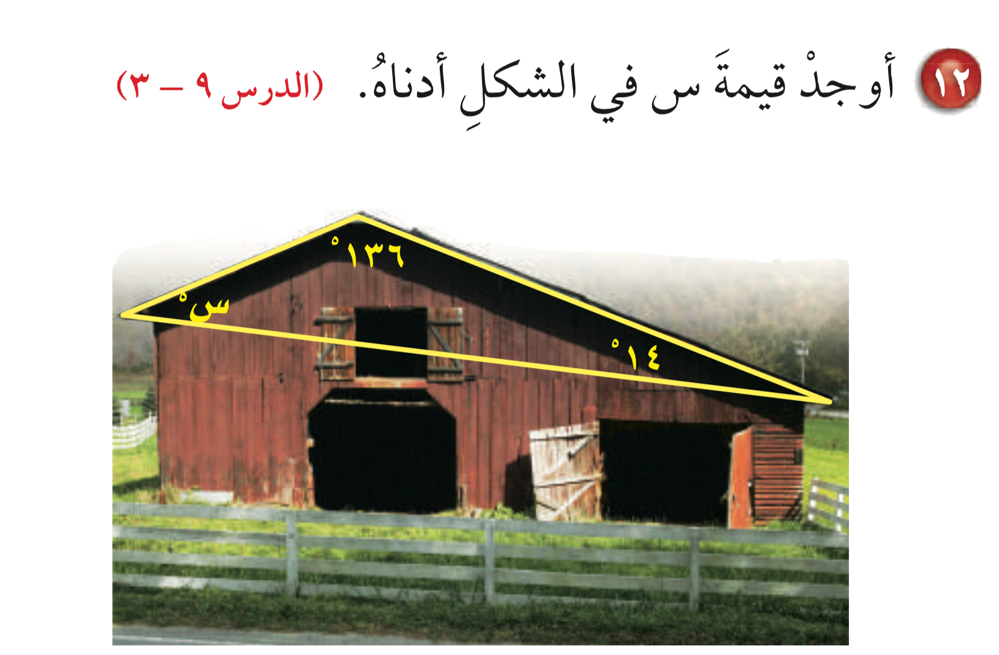 ١٢ أوجدْ قيمةَ س في الشكلِ أدناهُ. (الدرس ٩ – ٣)
١٣٦°
س°
١٤°